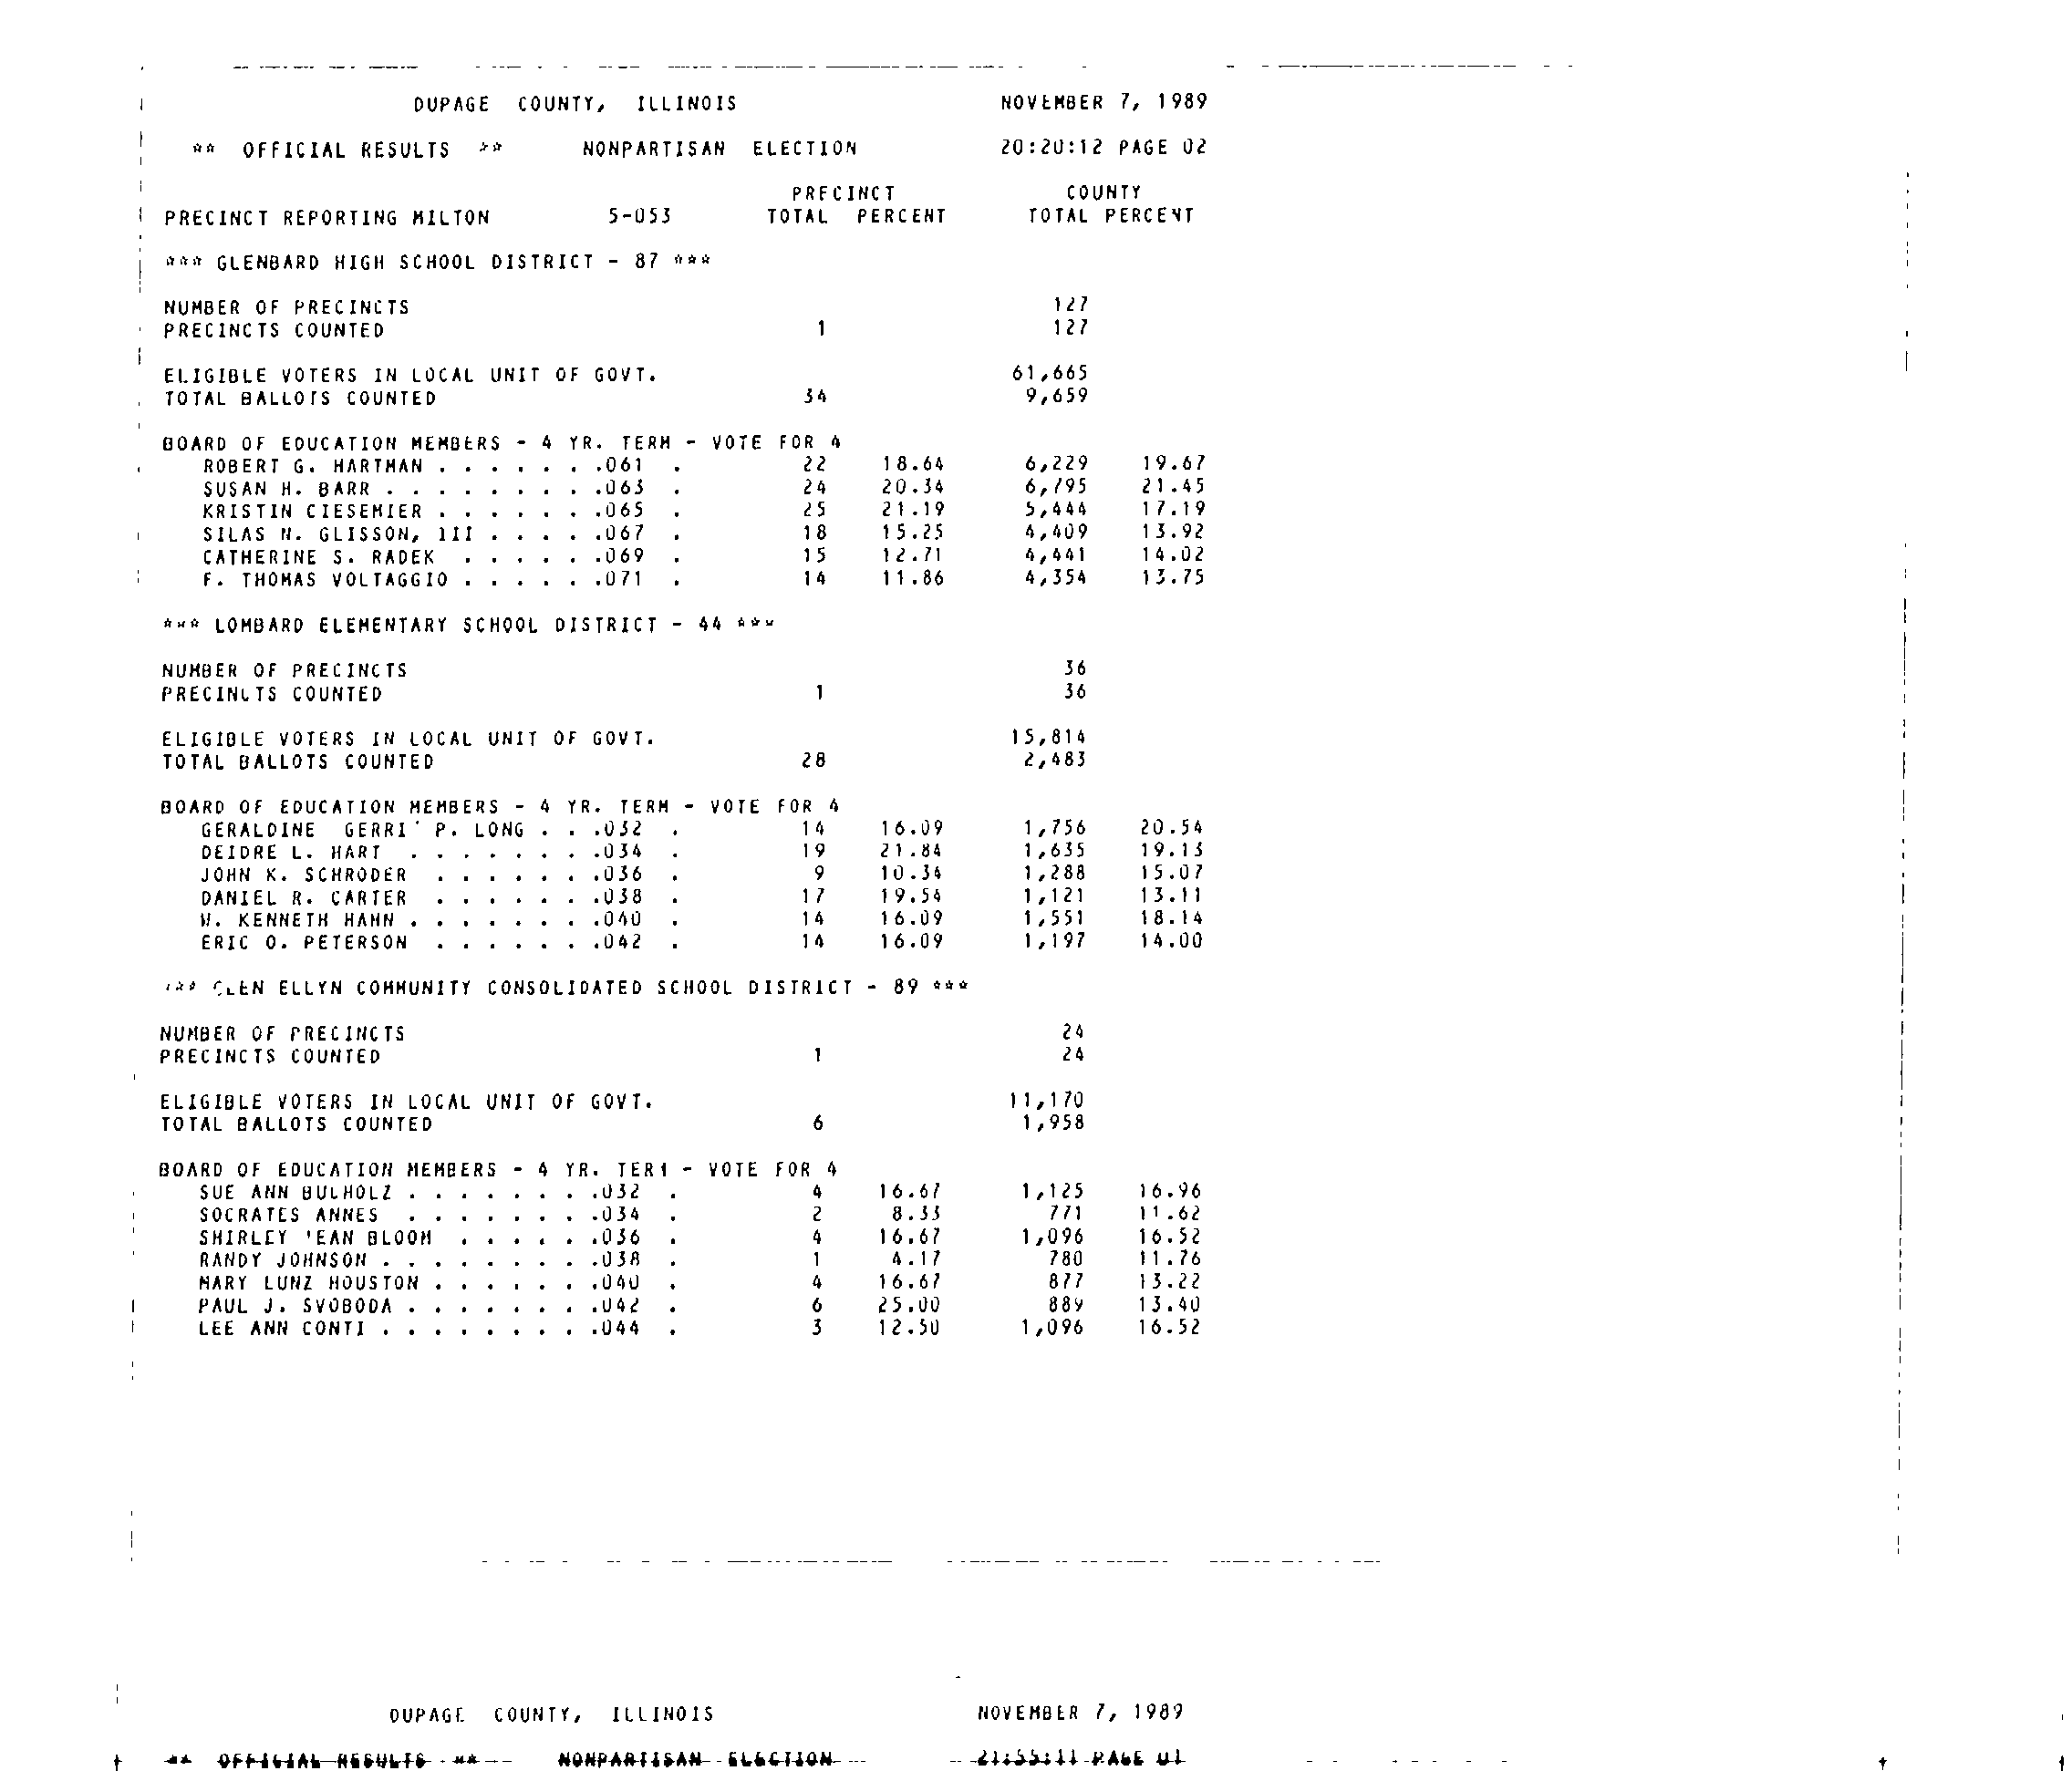 DUPAGE COUNTY, ILLINOIS NOVEMBER 7, 1989
** OFFICIAL RESULTS ** NONPARTISAN ELECTION 20:20:12 PAGE 02
PRECINCT COUNTY
PRECINCT REPORTING MILTON 5-053 TOTAL PERCENT TOTAL PERCENT
*** GLENBARD HIGH SCHOOL DISTRICT - 87 ***
NUMBER OF PRECINCTS 127
PRECINCTS COUNTED 1 127
ELIGIBLE VOTERS IN LOCAL UNIT OF GOVT. 61,665
TOTAL BALLOTS COUNTED 34 9,659
BOARD OF EDUCATION MEMBERS - 4 YR. TERM - VOTE FOR 4
ROBERT G. HARTMAN . . . . . . .061 . 22 18.64 6,229 19.67
SUSAN H. BARR . . . . . . . . .063 . 24 20.34 6,795 21.45
KRISTIN CIESEMIER . . . . . . .065 . 25 21.19 5,444 17.19
SILAS N. GLISSON, III . . . . .067 . 18 15.25 4,409 13.92
CATHERINE S. RADEK . . . . . .069 . 15 12.71 4,441 14.02
F. THOMAS VOLTAGGIO . . . . . .071 . 14 11.86 4,354 13.75
*** LOMBARD ELEMENTARY SCHOOL DISTRICT - 44 ***
NUMBER OF PRECINCTS 36
PRECINCTS COUNTED 1 36
ELIGIBLE VOTERS IN LOCAL UNIT OF GOVT. 15,814
TOTAL BALLOTS COUNTED 28 2,483
BOARD OF EDUCATION MEMBERS - 4 YR. TERM - VOTE FOR 4
GERALDINE GERRI' P. LONG . . .032 . 14 16.09 1,756 20.54
DEIDRE L. HART . . . . . . . .034 . 19 21.84 1,635 19.13
JOHN K. SCHRODER . . . . . . .036 . 9 10.34 1,288 15.07
DANIEL R. CARTER . . . . . . .038 . 17 19.54 1,121 13.11
W. KENNETH HAHN . . . . . . . .040 . 14 16.09 1,551 18.14
ERIC O. PETERSON . . . . . . .042 . 14 16.09 1,197 14.00
*** GLEN ELLYN COMMUNITY CONSOLIDATED SCHOOL DISTRICT - 89 ***
NUMBER OF PRECINCTS 24
PRECINCTS COUNTED 1 24
ELIGIBLE VOTERS IN LOCAL UNIT OF GOVT. 11,170
TOTAL BALLOTS COUNTED 6 1,958
BOARD OF EDUCATION MEMBERS - 4 YR. TERM - VOTE FOR 4
SUE ANN BULHOLZ . . . . . . . .032 . 4 16.67 1,125 16.96
SOCRATES ANNES . . . . . . . .034 . 2 8.33 771 11.62
SHIRLEY 'EAN BLOOM . . . . . .036 . 4 16.67 1,096 16.52
RANDY JOHNSON . . . . . . . . .038 . 1 4.17 780 11.76
MARY LUNZ HOUSTON . . . . . . .040 . 4 16.67 877 13.22
PAUL J. SVOBODA . . . . . . . .042 . 6 25.00 889 13.40
LEE ANN CONTI . . . . . . . . .044 . 3 12.50 1,096 16.52
DUPAGE COUNTY, ILLINOIS NOVEMBER 7, 1989
** OFFICIAL RESULTS ** NONPARTISAN ELECTION 21:55:11 PAGE 01